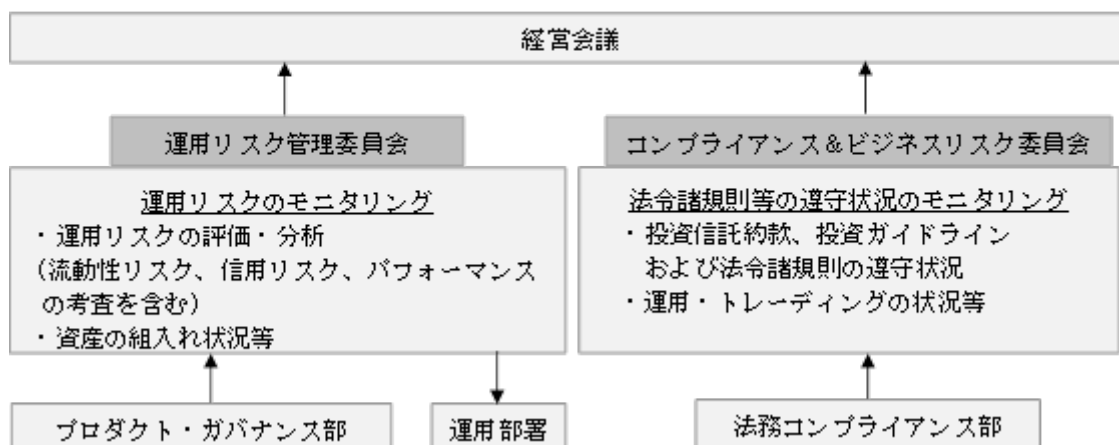 経営会議
運用リスク管理委員会
運用リスクのモニタリング
・運用リスクの評価・分析
(流動性リスク、信用リスク、パフォーマンス
の考査を含む)
・資産の組入れ状況等
コンプライアンス&ビジネスリスク委員会
法令諸規則等の遵守状況のモニタリング
・投資信託約款、投資ガイドライン
および法令諸規則の遵守状況
・運用・トレーディングの状況等
プロダクト・ガバナンス部
運用部署
法務コンプライアンス部